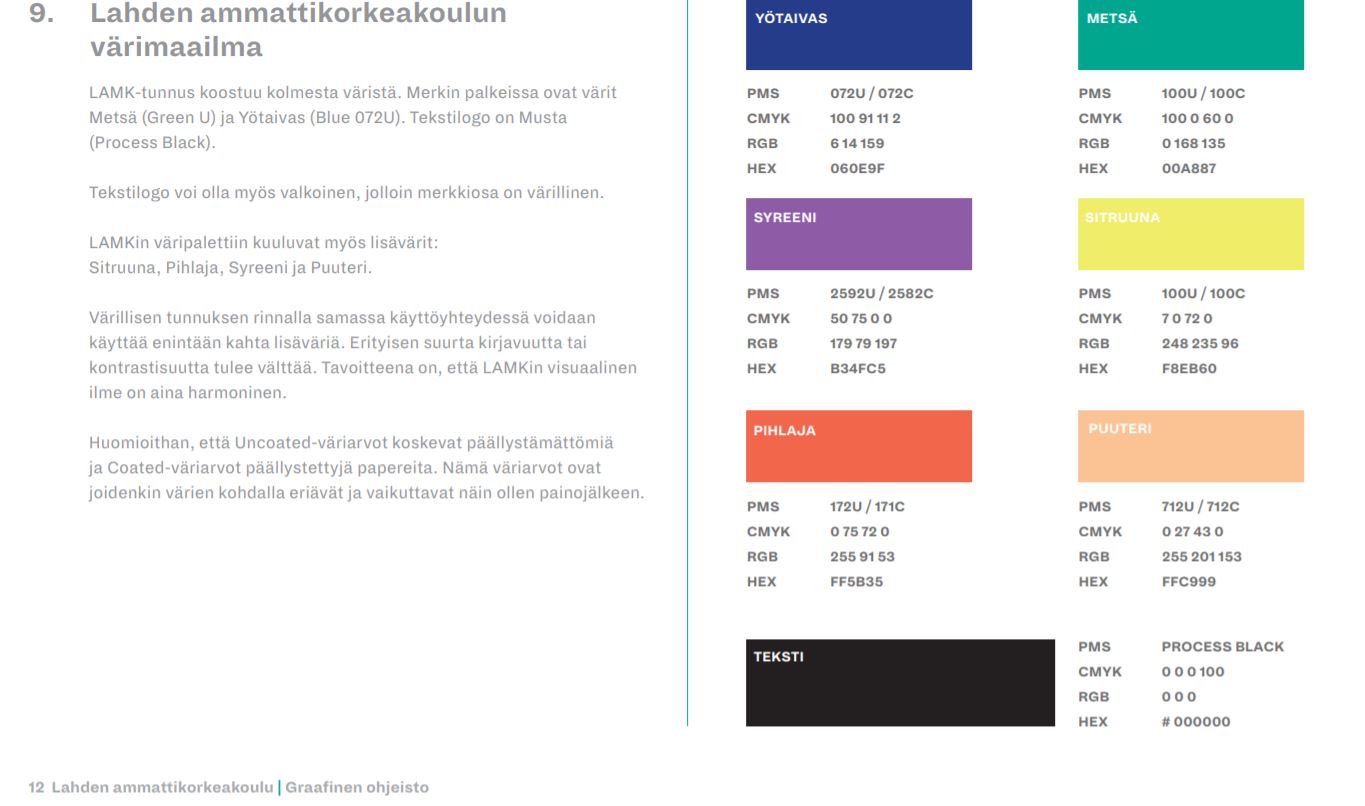 9. Lahden ammattikorkeakoulun
värimaailma
LAMK-tunnus koostuu kolmesta väristä. Merkin palkeissa ovat värit
Metsä (Green U) ja Yötaivas (Blue 072U). Tekstilogo on Musta
(Process Black).
Tekstilogo voi olla myös valkoinen, jolloin merkkiosa on värillinen.
LAMKin väripalettiin kuuluvat myös lisävärit:
Sitruuna, Pihlaja, Syreeni ja Puuteri.
Värillisen tunnuksen rinnalla samassa käyttöyhteydessä voidaan
käyttää enintään kahta lisäväriä. Erityisen suurta kirjavuutta tai
kontrastisuutta tulee välttää. Tavoitteena on, että LAMKin visuaalinen
ilme on aina harmoninen.
Huomioithan, että Uncoated-väriarvot koskevat päällystämättömiä
ja Coated-väriarvot päällystettyjä papereita. Nämä väriarvot ovat
joidenkin värien kohdalla eriävät ja vaikuttavat näin ollen painojälkeen.
YÖTAIVAS
PMS 072U / 072C
CMYK 100 91 11 2
RGB 6 14 159
HEX 060E9F
METSÄ
PMS 100U / 100C
CMYK 100 0 60 0
RGB 0 168 135
HEX 00A887
SYREENI
PMS 2592U / 2582C
CMYK 50 75 0 0
RGB 179 79 197
HEX B34FC5
SITRUUNA
PMS 100U / 100C
CMYK 7 0 72 0
RGB 248 235 96
HEX F8EB60
PIHLAJA
PMS 172U / 171C
CMYK 0 75 72 0
RGB 255 91 53
HEX FF5B35
PUUTERI
PMS 712U / 712C
CMYK 0 27 43 0
RGB 255 201 153
HEX FFC999
TEKSTI
PMS PROCESS BLACK
CMYK 0 0 0 100
RGB 0 0 0
HEX # 000000
12 Lahden ammattikorkeakoulu | Graafinen ohjeisto